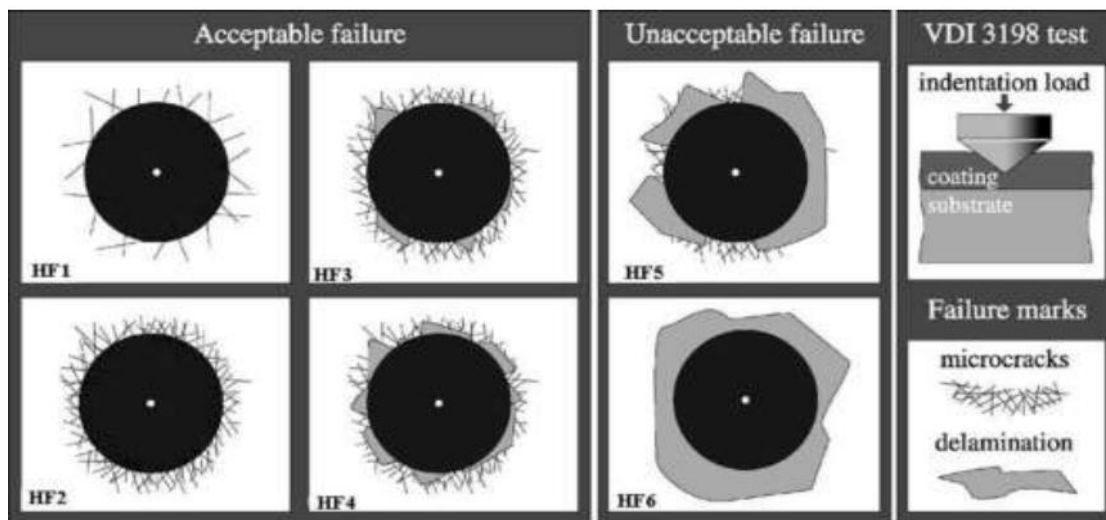 Acceptable failure
HF1
HF3
HF2
HF4
Unacceptable failure
HF5
HF6
VDI 3198 test
indentation load
coating
substrate
Failure marks
microcracks
delamination